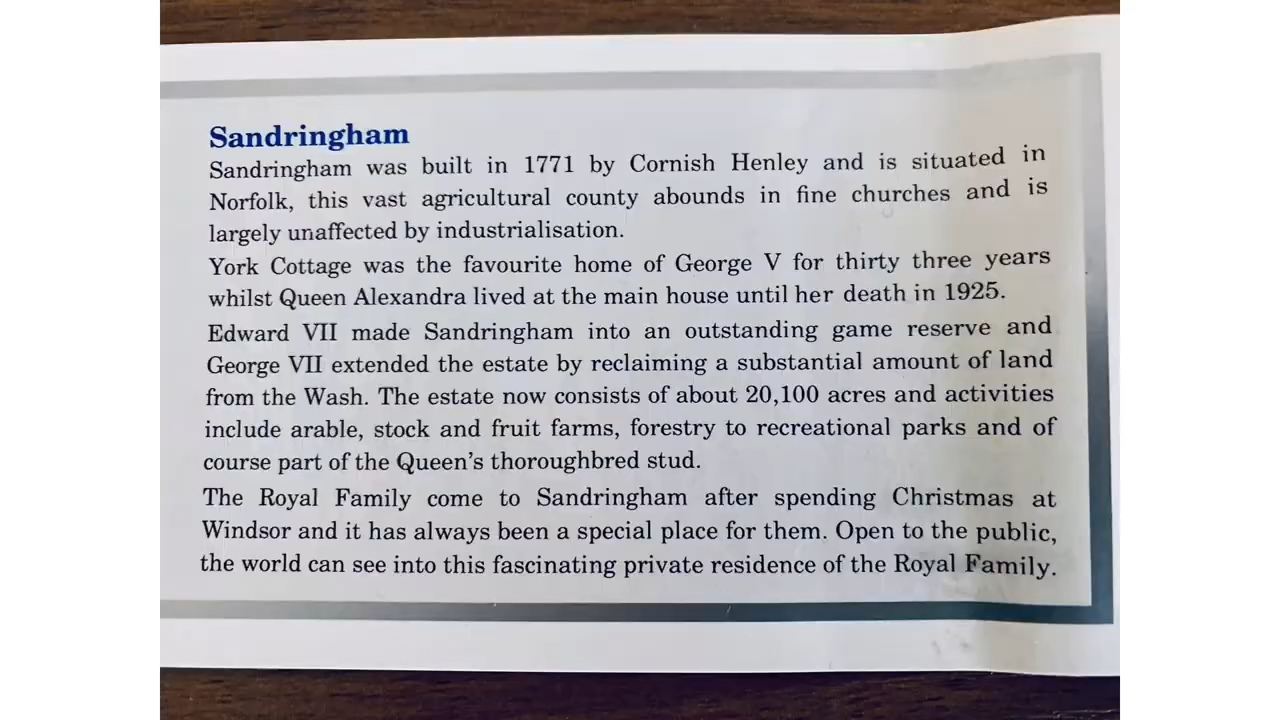 Sandringham
Sandringham was built in 1771 by Cornish Henley and is situated in
Norfolk, this vast agricultural county abounds in fine churches and is
largely unaffected by industrialisation.
York Cottage was the favourite home of George V for thirty three years
whilst Queen Alexandra lived at the main house until her death in 1925.
Edward VII made Sandringham into an outstanding game reserve and
George VII extended the estate by reclaiming a substantial amount of land
from the Wash. The estate now consists of about 20,100 acres and activities
include arable, stock and fruit farms, forestry to recreational parks and of
course part of the Queen's thoroughbred stud.
The Royal Family come to Sandringham after spending Christmas at
Windsor and it has always been a special place for them. Open to the public,
the world can see into this fascinating private residence of the Royal Family.